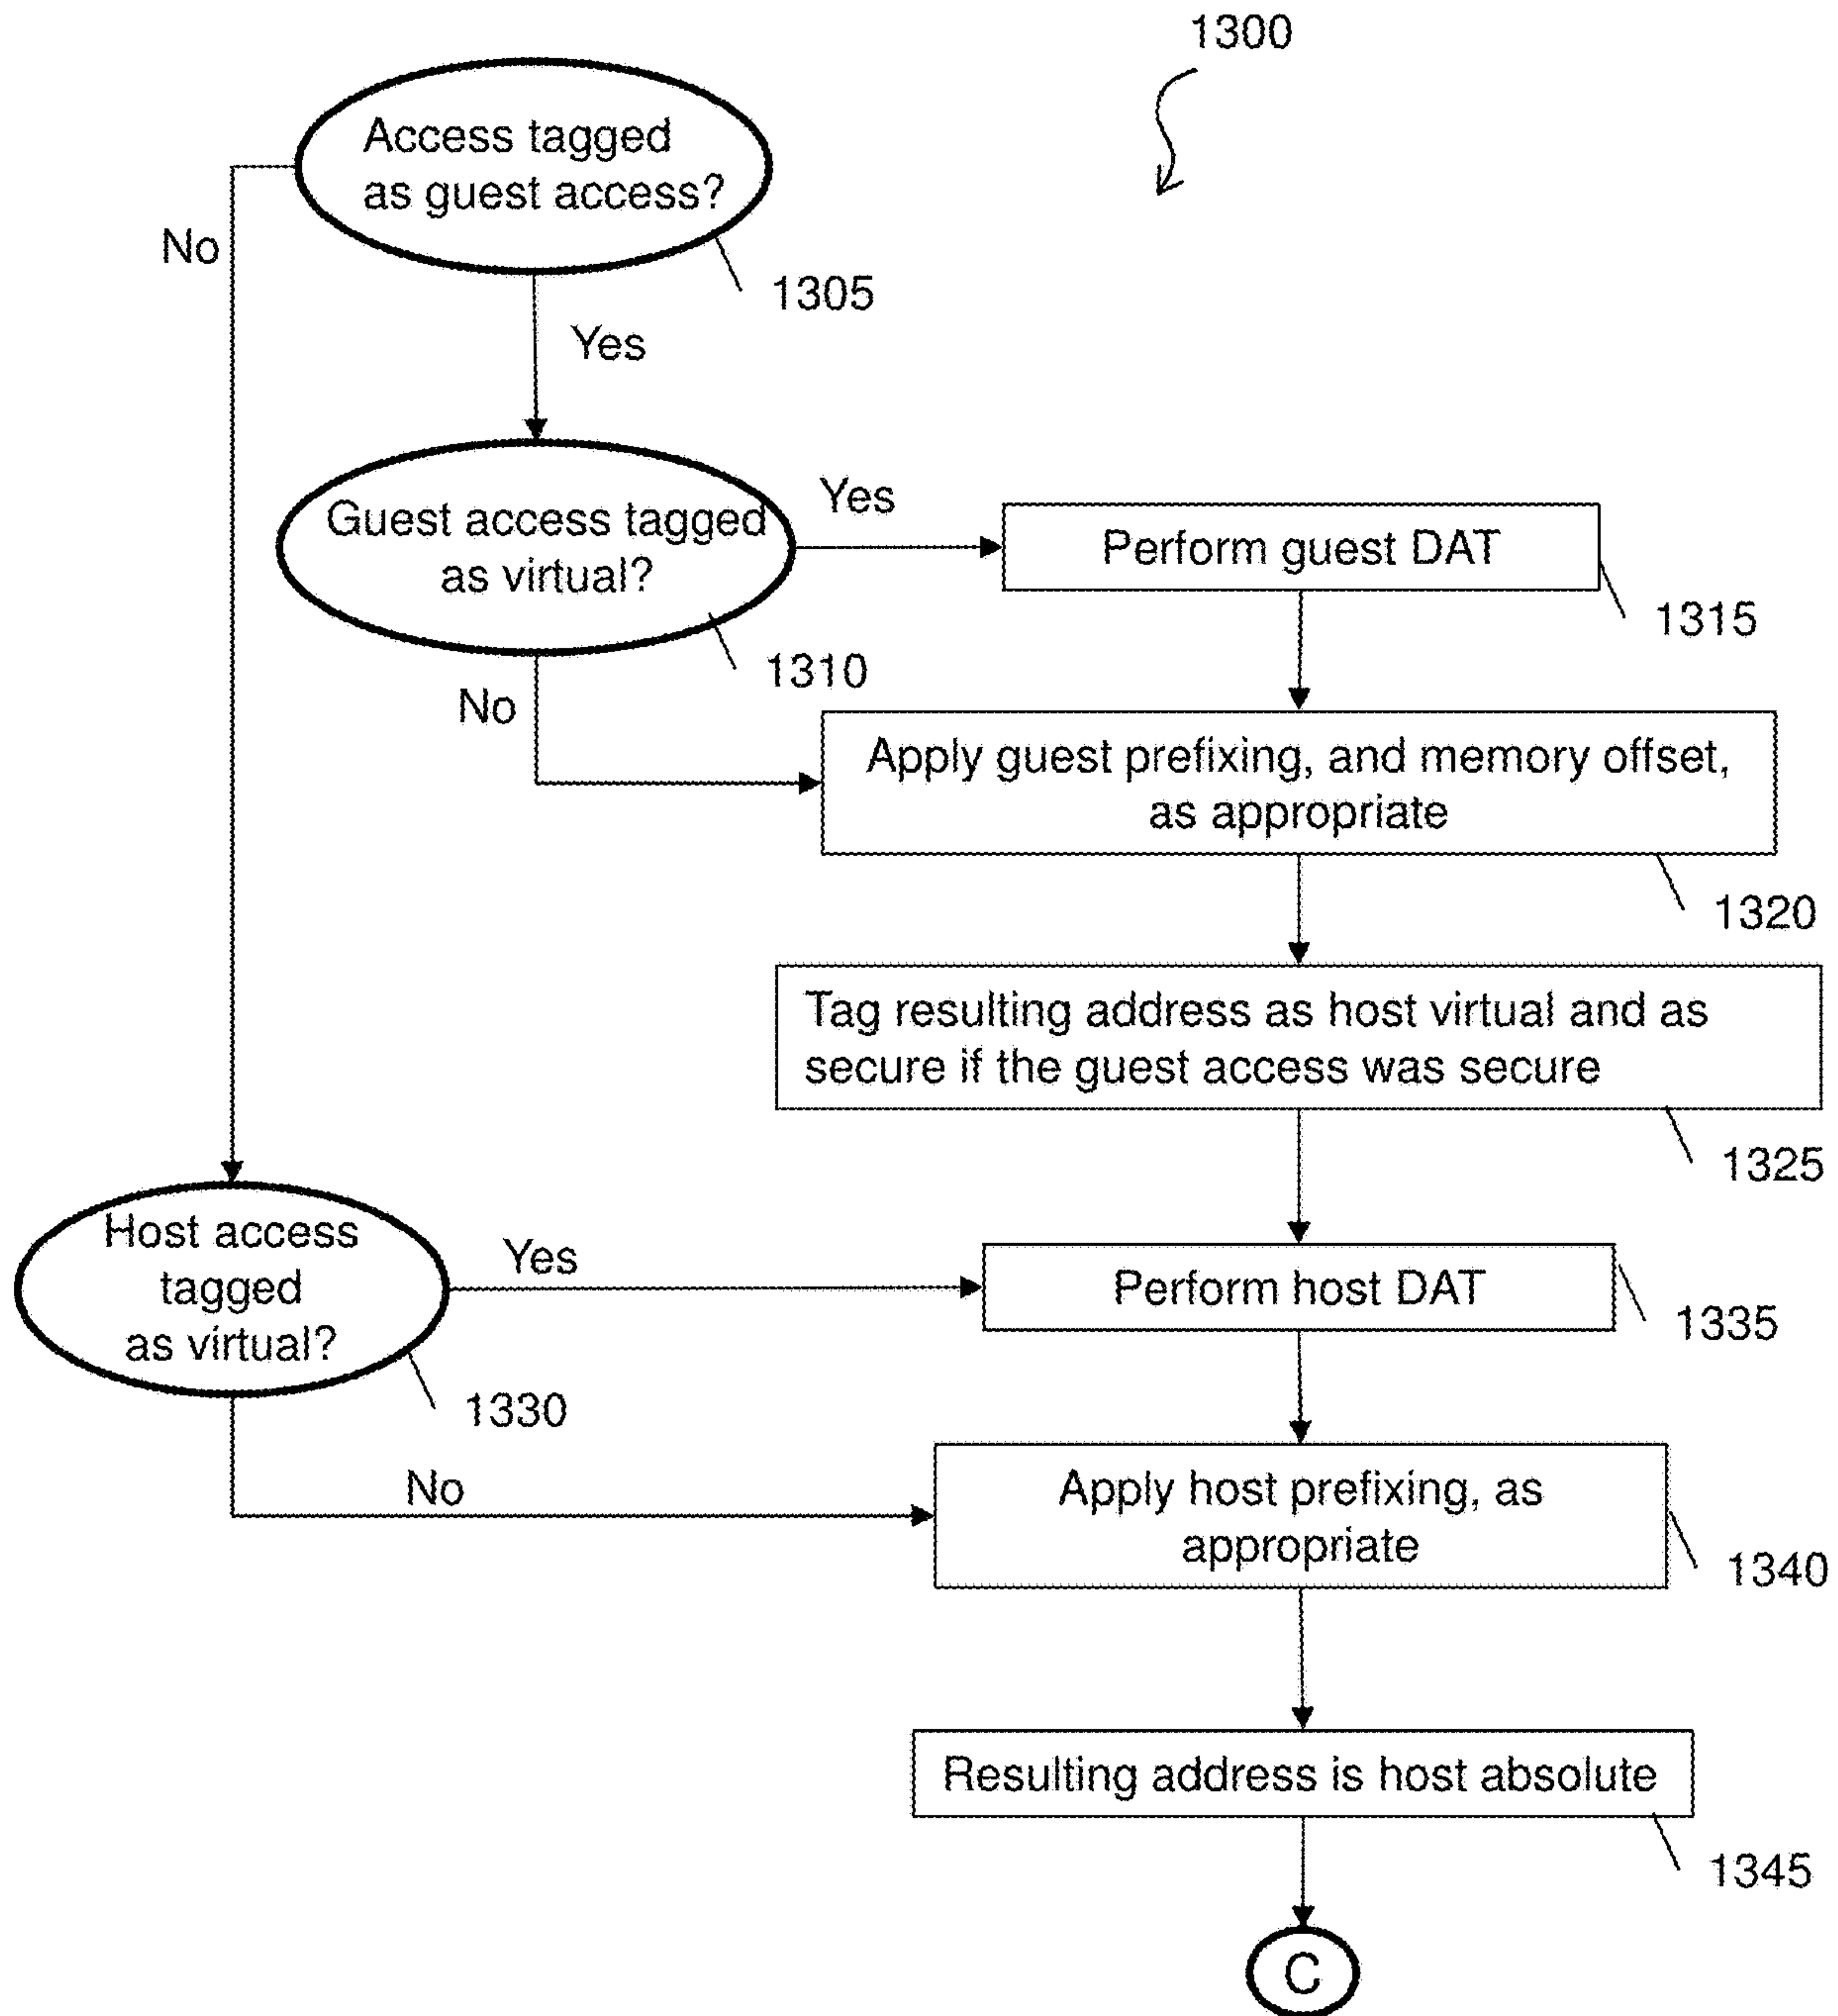 1300
Access tagged
as guest access?
No
1305
Yes
Guest access tagged
as virtual?
Yes
Perform guest DAT
1315
1310
No
Apply guest prefixing, and memory offset,
as appropriate
1320
Tag resulting address as host virtual and as
secure if the guest access was secure
1325
Host access
tagged
as virtual?
Yes
Perform host DAT
1335
1330
No
Apply host prefixing, as
appropriate
1340
Resulting address is host absolute
1345
C